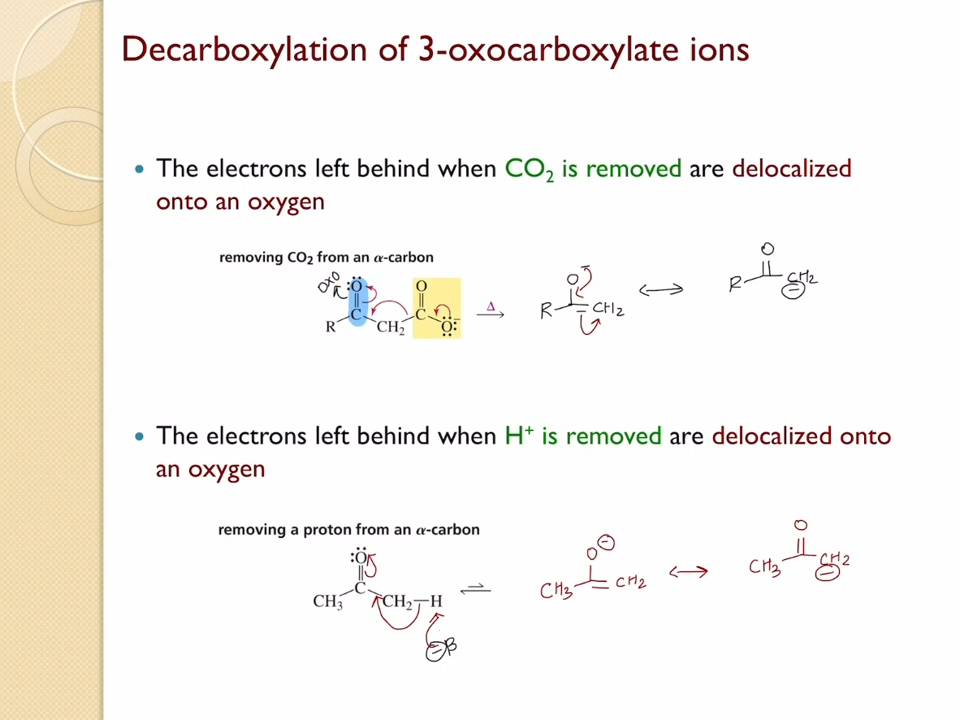 Decarboxylation of 3-oxocarboxylate ions
• The electrons left behind when CO₂ is removed are delocalized
onto an oxygen
removing CO₂ from an α-carbon
oxo
:O: O O⁻ O
R C CH₂ C O:⁻ Δ R CH₂ R CH₂ ⊖
• The electrons left behind when H⁺ is removed are delocalized onto
an oxygen
removing a proton from an α-carbon
:O: O⊖ O
C
CH₃ CH₂—H CH₃ CH₂ CH₃ CH₂ ⊖
⊖B